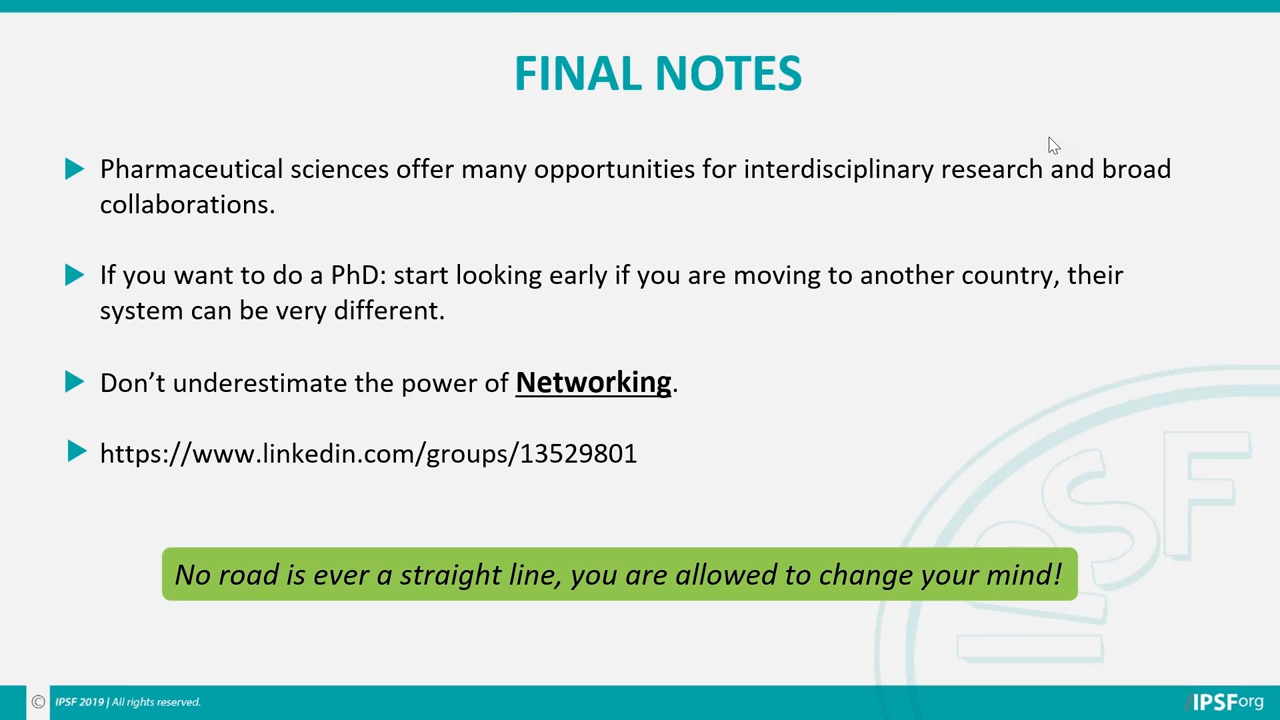 FINAL NOTES
Pharmaceutical sciences offer many opportunities for interdisciplinary research and broad
collaborations.
If you want to do a PhD: start looking early if you are moving to another country, their
system can be very different.
Don’t underestimate the power of Networking.
https://www.linkedin.com/groups/13529801
No road is ever a straight line, you are allowed to change your mind!
IPSF
© IPSF 2019 | All rights reserved.
/IPSForg